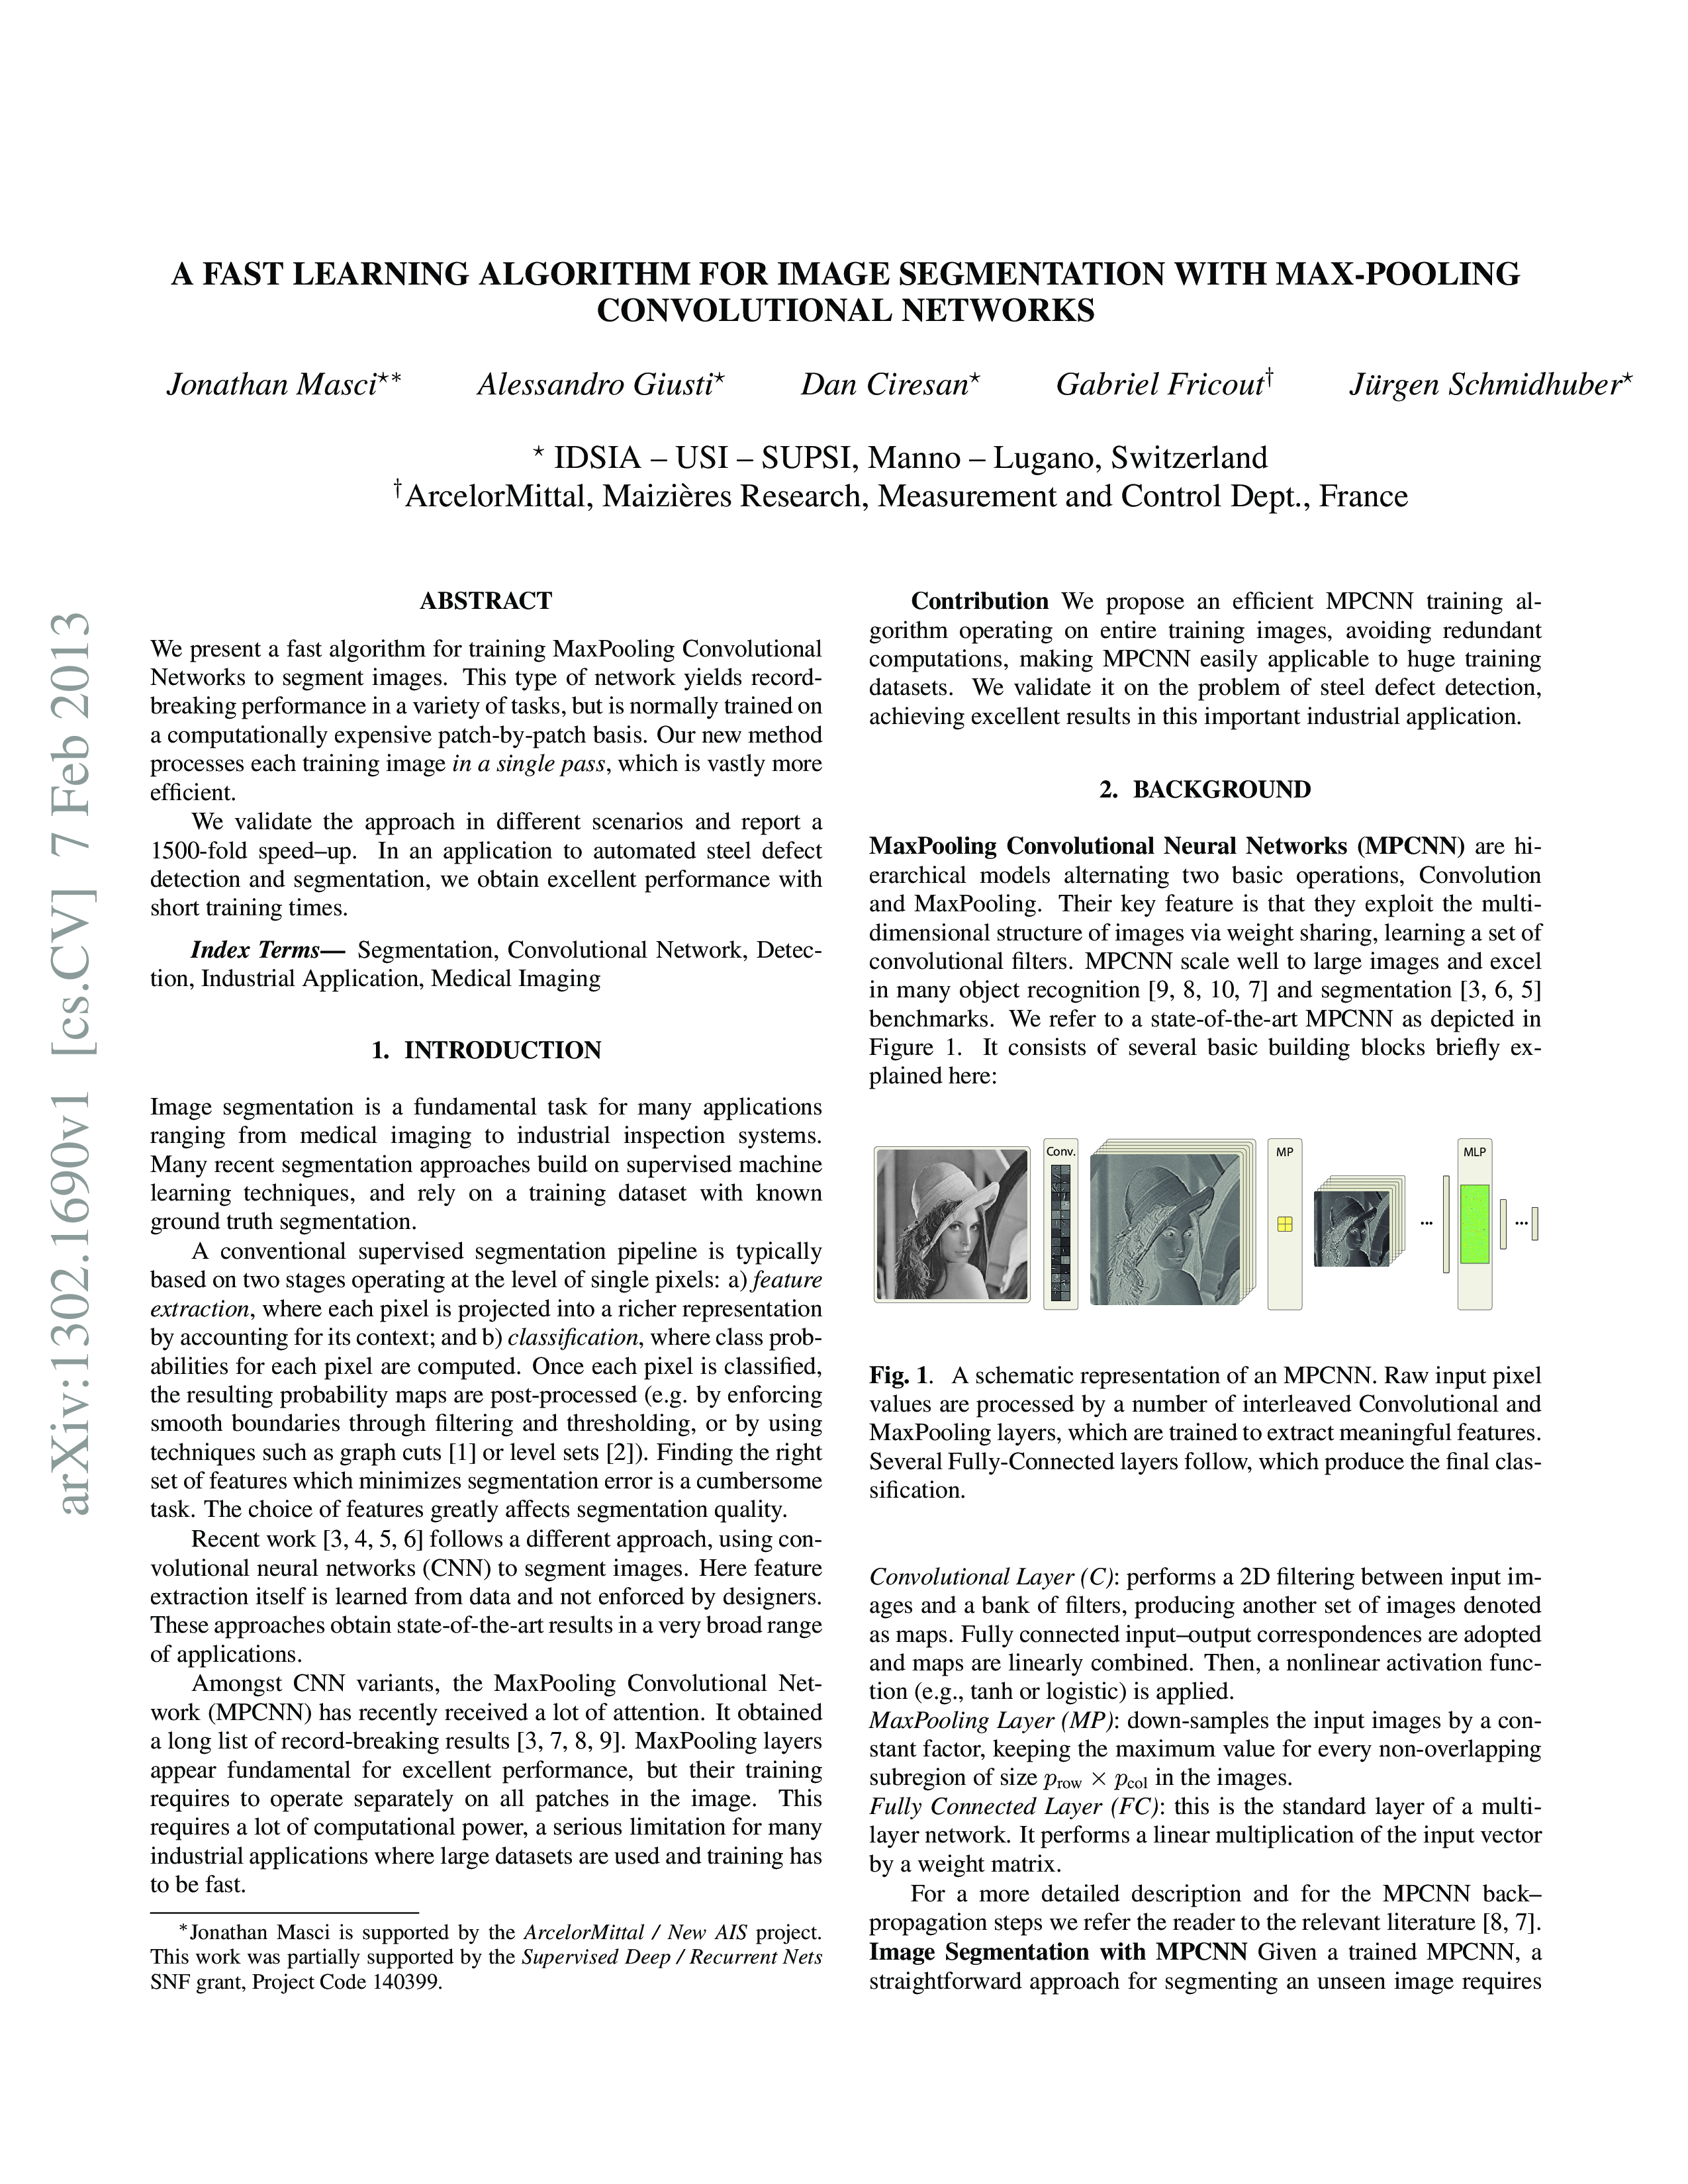 arXiv:1302.1690v1 [cs.CV] 7 Feb 2013
A FAST LEARNING ALGORITHM FOR IMAGE SEGMENTATION WITH MAX-POOLING
CONVOLUTIONAL NETWORKS
Jonathan Masci⋆∗ Alessandro Giusti⋆ Dan Ciresan⋆ Gabriel Fricout† Jürgen Schmidhuber⋆
⋆ IDSIA – USI – SUPSI, Manno – Lugano, Switzerland
†ArcelorMittal, Maizières Research, Measurement and Control Dept., France
ABSTRACT
We present a fast algorithm for training MaxPooling Convolutional
Networks to segment images. This type of network yields record-
breaking performance in a variety of tasks, but is normally trained on
a computationally expensive patch-by-patch basis. Our new method
processes each training image in a single pass, which is vastly more
efficient.
We validate the approach in different scenarios and report a
1500-fold speed–up. In an application to automated steel defect
detection and segmentation, we obtain excellent performance with
short training times.
Index Terms— Segmentation, Convolutional Network, Detec-
tion, Industrial Application, Medical Imaging
1. INTRODUCTION
Image segmentation is a fundamental task for many applications
ranging from medical imaging to industrial inspection systems.
Many recent segmentation approaches build on supervised machine
learning techniques, and rely on a training dataset with known
ground truth segmentation.
A conventional supervised segmentation pipeline is typically
based on two stages operating at the level of single pixels: a) feature
extraction, where each pixel is projected into a richer representation
by accounting for its context; and b) classification, where class prob-
abilities for each pixel are computed. Once each pixel is classified,
the resulting probability maps are post-processed (e.g. by enforcing
smooth boundaries through filtering and thresholding, or by using
techniques such as graph cuts [1] or level sets [2]). Finding the right
set of features which minimizes segmentation error is a cumbersome
task. The choice of features greatly affects segmentation quality.
Recent work [3, 4, 5, 6] follows a different approach, using con-
volutional neural networks (CNN) to segment images. Here feature
extraction itself is learned from data and not enforced by designers.
These approaches obtain state-of-the-art results in a very broad range
of applications.
Amongst CNN variants, the MaxPooling Convolutional Net-
work (MPCNN) has recently received a lot of attention. It obtained
a long list of record-breaking results [3, 7, 8, 9]. MaxPooling layers
appear fundamental for excellent performance, but their training
requires to operate separately on all patches in the image. This
requires a lot of computational power, a serious limitation for many
industrial applications where large datasets are used and training has
to be fast.
∗Jonathan Masci is supported by the ArcelorMittal / New AIS project.
This work was partially supported by the Supervised Deep / Recurrent Nets
SNF grant, Project Code 140399.
Contribution We propose an efficient MPCNN training al-
gorithm operating on entire training images, avoiding redundant
computations, making MPCNN easily applicable to huge training
datasets. We validate it on the problem of steel defect detection,
achieving excellent results in this important industrial application.
2. BACKGROUND
MaxPooling Convolutional Neural Networks (MPCNN) are hi-
erarchical models alternating two basic operations, Convolution
and MaxPooling. Their key feature is that they exploit the multi-
dimensional structure of images via weight sharing, learning a set of
convolutional filters. MPCNN scale well to large images and excel
in many object recognition [9, 8, 10, 7] and segmentation [3, 6, 5]
benchmarks. We refer to a state-of-the-art MPCNN as depicted in
Figure 1. It consists of several basic building blocks briefly ex-
plained here:
Conv. MP ... MLP ...
Fig. 1. A schematic representation of an MPCNN. Raw input pixel
values are processed by a number of interleaved Convolutional and
MaxPooling layers, which are trained to extract meaningful features.
Several Fully-Connected layers follow, which produce the final clas-
sification.
Convolutional Layer (C): performs a 2D filtering between input im-
ages and a bank of filters, producing another set of images denoted
as maps. Fully connected input–output correspondences are adopted
and maps are linearly combined. Then, a nonlinear activation func-
tion (e.g., tanh or logistic) is applied.
MaxPooling Layer (MP): down-samples the input images by a con-
stant factor, keeping the maximum value for every non-overlapping
subregion of size p_row × p_col in the images.
Fully Connected Layer (FC): this is the standard layer of a multi-
layer network. It performs a linear multiplication of the input vector
by a weight matrix.
For a more detailed description and for the MPCNN back–
propagation steps we refer the reader to the relevant literature [8, 7].
Image Segmentation with MPCNN Given a trained MPCNN, a
straightforward approach for segmenting an unseen image requires